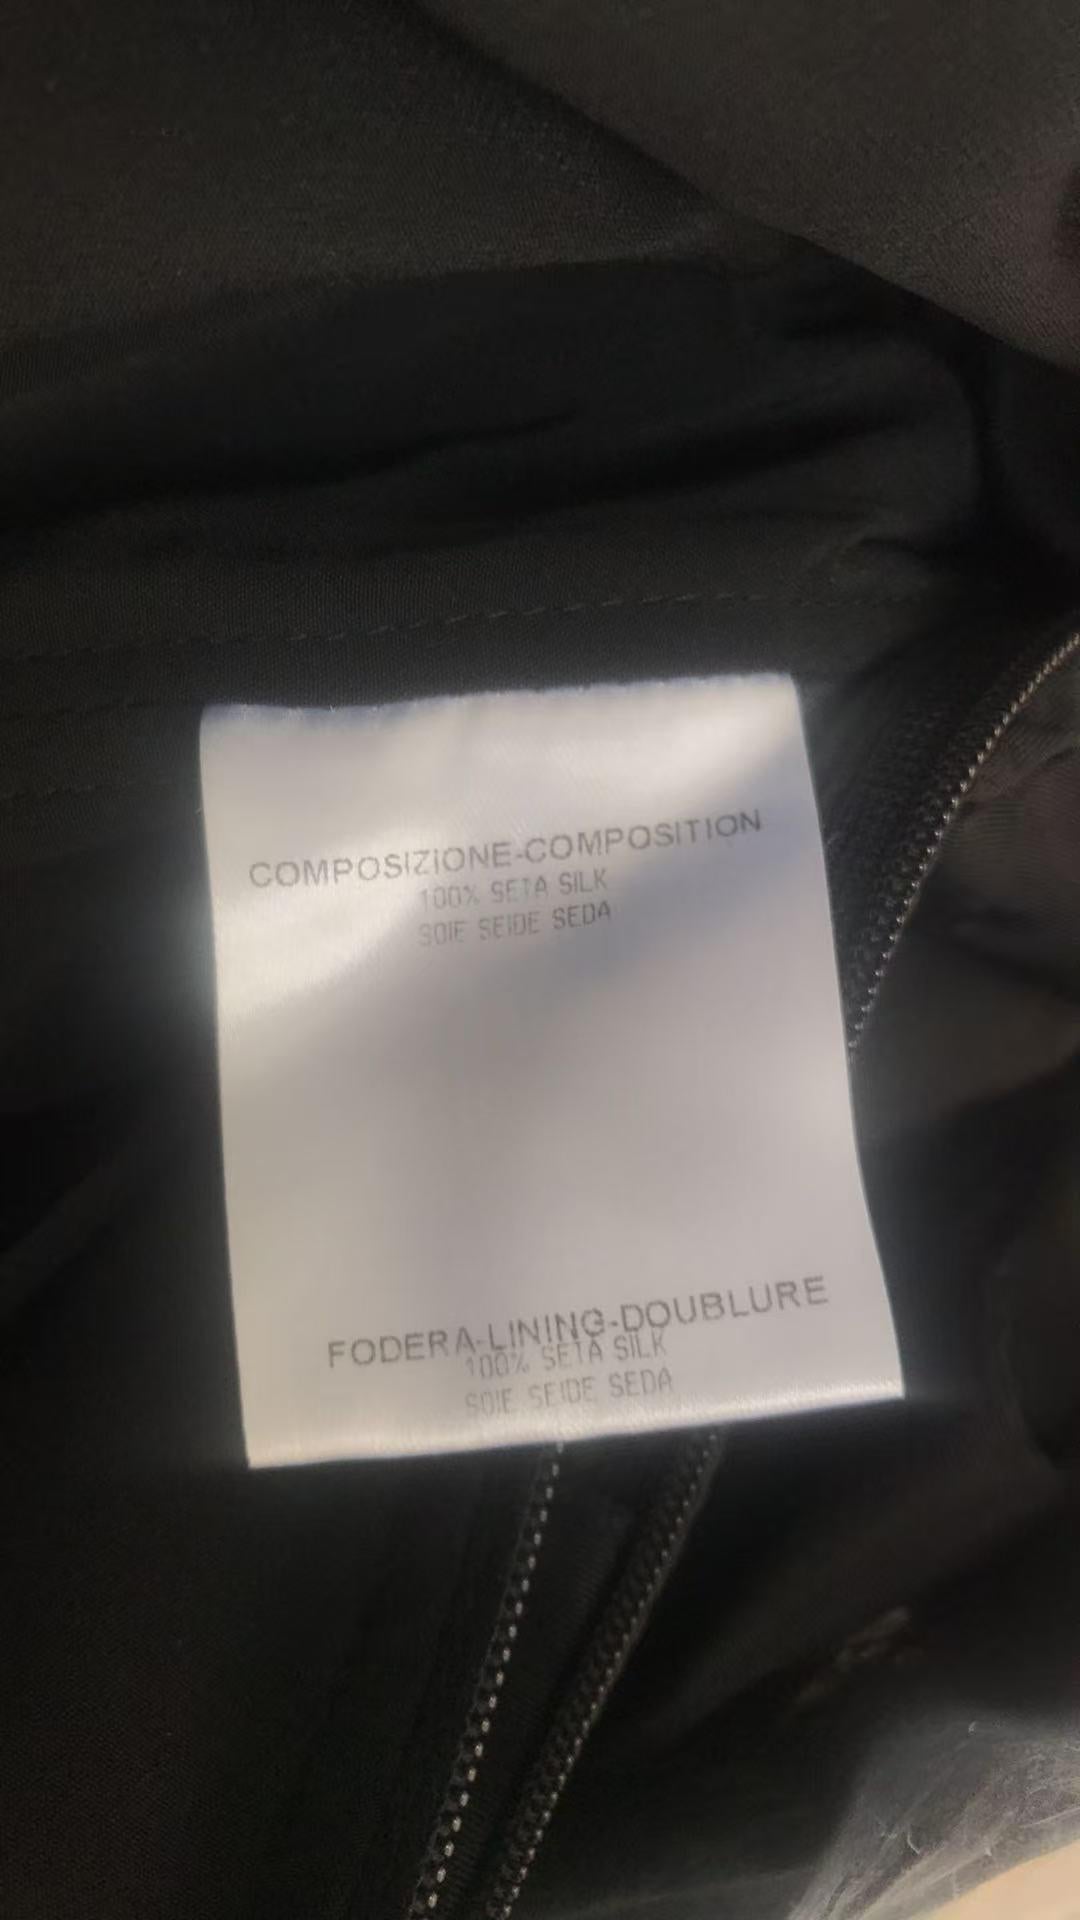 COMPOSIZIONE-COMPOSITION
100% SETA SILK
SOIE SEIDE SEDA
FODERA-LINING-DOUBLURE
100% SETA SILK
SOIE SEIDE SEDA